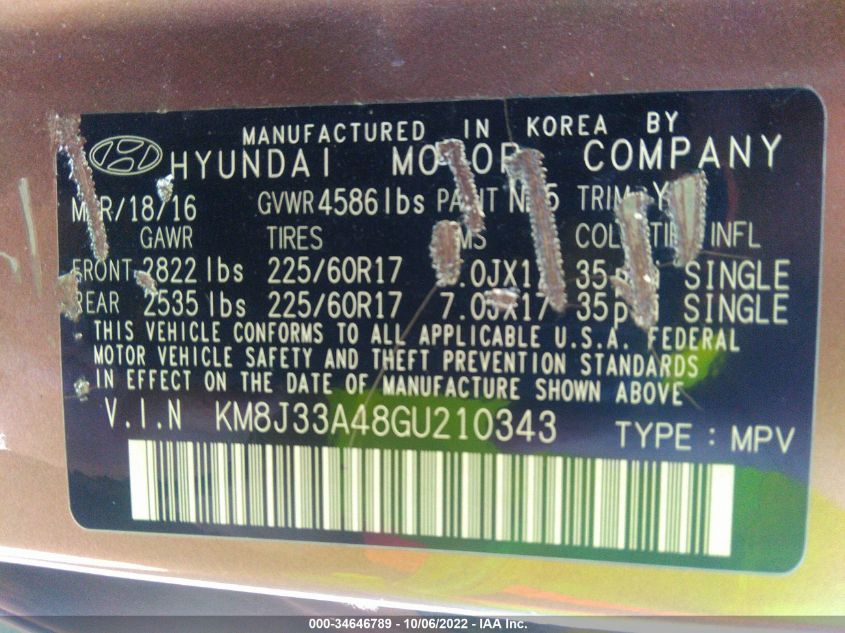 MANUFACTURED IN KOREA BY
HYUNDAI MOTOR COMPANY
/18/16 GVWR 4586 lbs
GAWR TIRES INFL
FRONT 2822 lbs 225/60R17 SINGLE
REAR 2535 lbs 225/60R17 7.0JX17 SINGLE
THIS VEHICLE CONFORMS TO ALL APPLICABLE U.S.A. FEDERAL
MOTOR VEHICLE SAFETY AND THEFT PREVENTION STANDARDS
IN EFFECT ON THE DATE OF MANUFACTURE SHOWN ABOVE
V.I.N KM8J33A48GU210343 TYPE : MPV
000-34646789 - 10/06/2022 - IAA Inc.